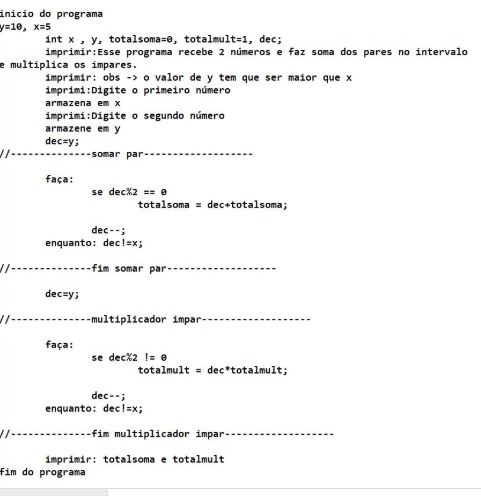 inicio do programa
y=10, x=5
int x , y, totalsoma=0, totalmult=1, dec;
imprimir:Esse programa recebe 2 números e faz soma dos pares no intervalo
e multiplica os impares.
imprimir: obs -> o valor de y tem que ser maior que x
imprimi:Digite o primeiro número
armazena em x
imprimi:Digite o segundo número
armazene em y
dec=y;
//--------------somar par-------------------
faça:
se dec%2 == 0
totalsoma = dec+totalsoma;
dec--;
enquanto: dec!=x;
//--------------fim somar par-------------------
dec=y;
//--------------multiplicador impar-------------------
faça:
se dec%2 != 0
totalmult = dec*totalmult;
dec--;
enquanto: dec!=x;
//--------------fim multiplicador impar-------------------
imprimir: totalsoma e totalmult
fim do programa